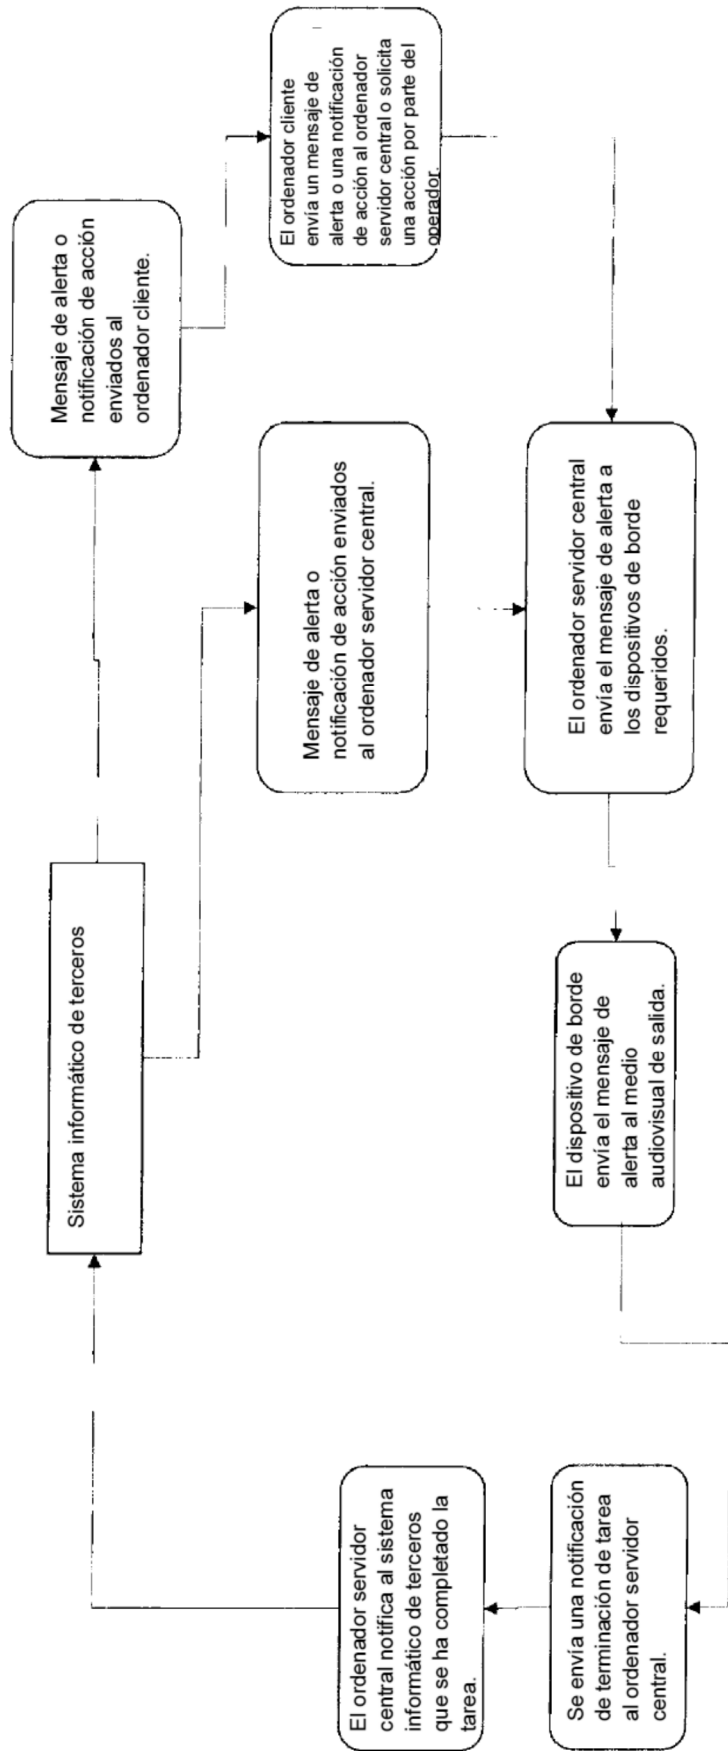 Sistema informático de terceros
Mensaje de alerta o
notificación de acción
enviados al
ordenador cliente.
El ordenador cliente
envía un mensaje de
alerta o una notificación
de acción al ordenador
servidor central o solicita
una acción por parte del
operador.
Mensaje de alerta o
notificación de acción enviados
al ordenador servidor central.
El ordenador servidor central
envía el mensaje de alerta a
los dispositivos de borde
requeridos.
El dispositivo de borde
envía el mensaje de
alerta al medio
audiovisual de salida.
Se envía una notificación
de terminación de tarea
al ordenador servidor
central.
El ordenador servidor
central notifica al sistema
informático de terceros
que se ha completado la
tarea.